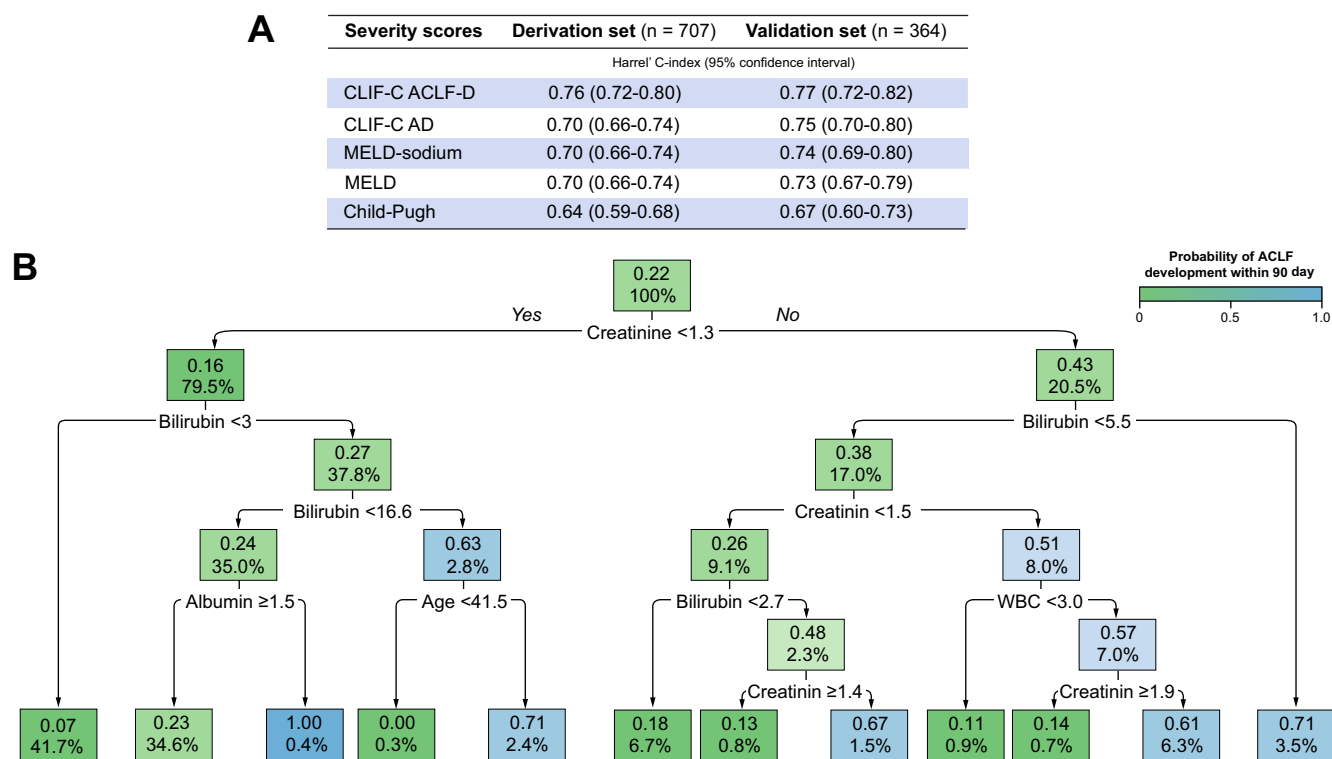 A
Severity scores Derivation set (n = 707) Validation set (n = 364)
Harrel' C-index (95% confidence interval)
CLIF-C ACLF-D 0.76 (0.72-0.80) 0.77 (0.72-0.82)
CLIF-C AD 0.70 (0.66-0.74) 0.75 (0.70-0.80)
MELD-sodium 0.70 (0.66-0.74) 0.74 (0.69-0.80)
MELD 0.70 (0.66-0.74) 0.73 (0.67-0.79)
Child-Pugh 0.64 (0.59-0.68) 0.67 (0.60-0.73)
B
Probability of ACLF
development within 90 day
0 0.5 1.0
0.22
100%
Yes No
Creatinine <1.3
0.16 0.43
79.5% 20.5%
Bilirubin <3 Bilirubin <5.5
0.27 0.38
37.8% 17.0%
Bilirubin <16.6 Creatinin <1.5
0.24 0.63 0.26 0.51
35.0% 2.8% 9.1% 8.0%
Albumin ≥1.5 Age <41.5 Bilirubin <2.7 WBC <3.0
0.48 0.57
2.3% 7.0%
Creatinin ≥1.4 Creatinin ≥1.9
0.07 0.23 1.00 0.00 0.71 0.18 0.13 0.67 0.11 0.14 0.61 0.71
41.7% 34.6% 0.4% 0.3% 2.4% 6.7% 0.8% 1.5% 0.9% 0.7% 6.3% 3.5%